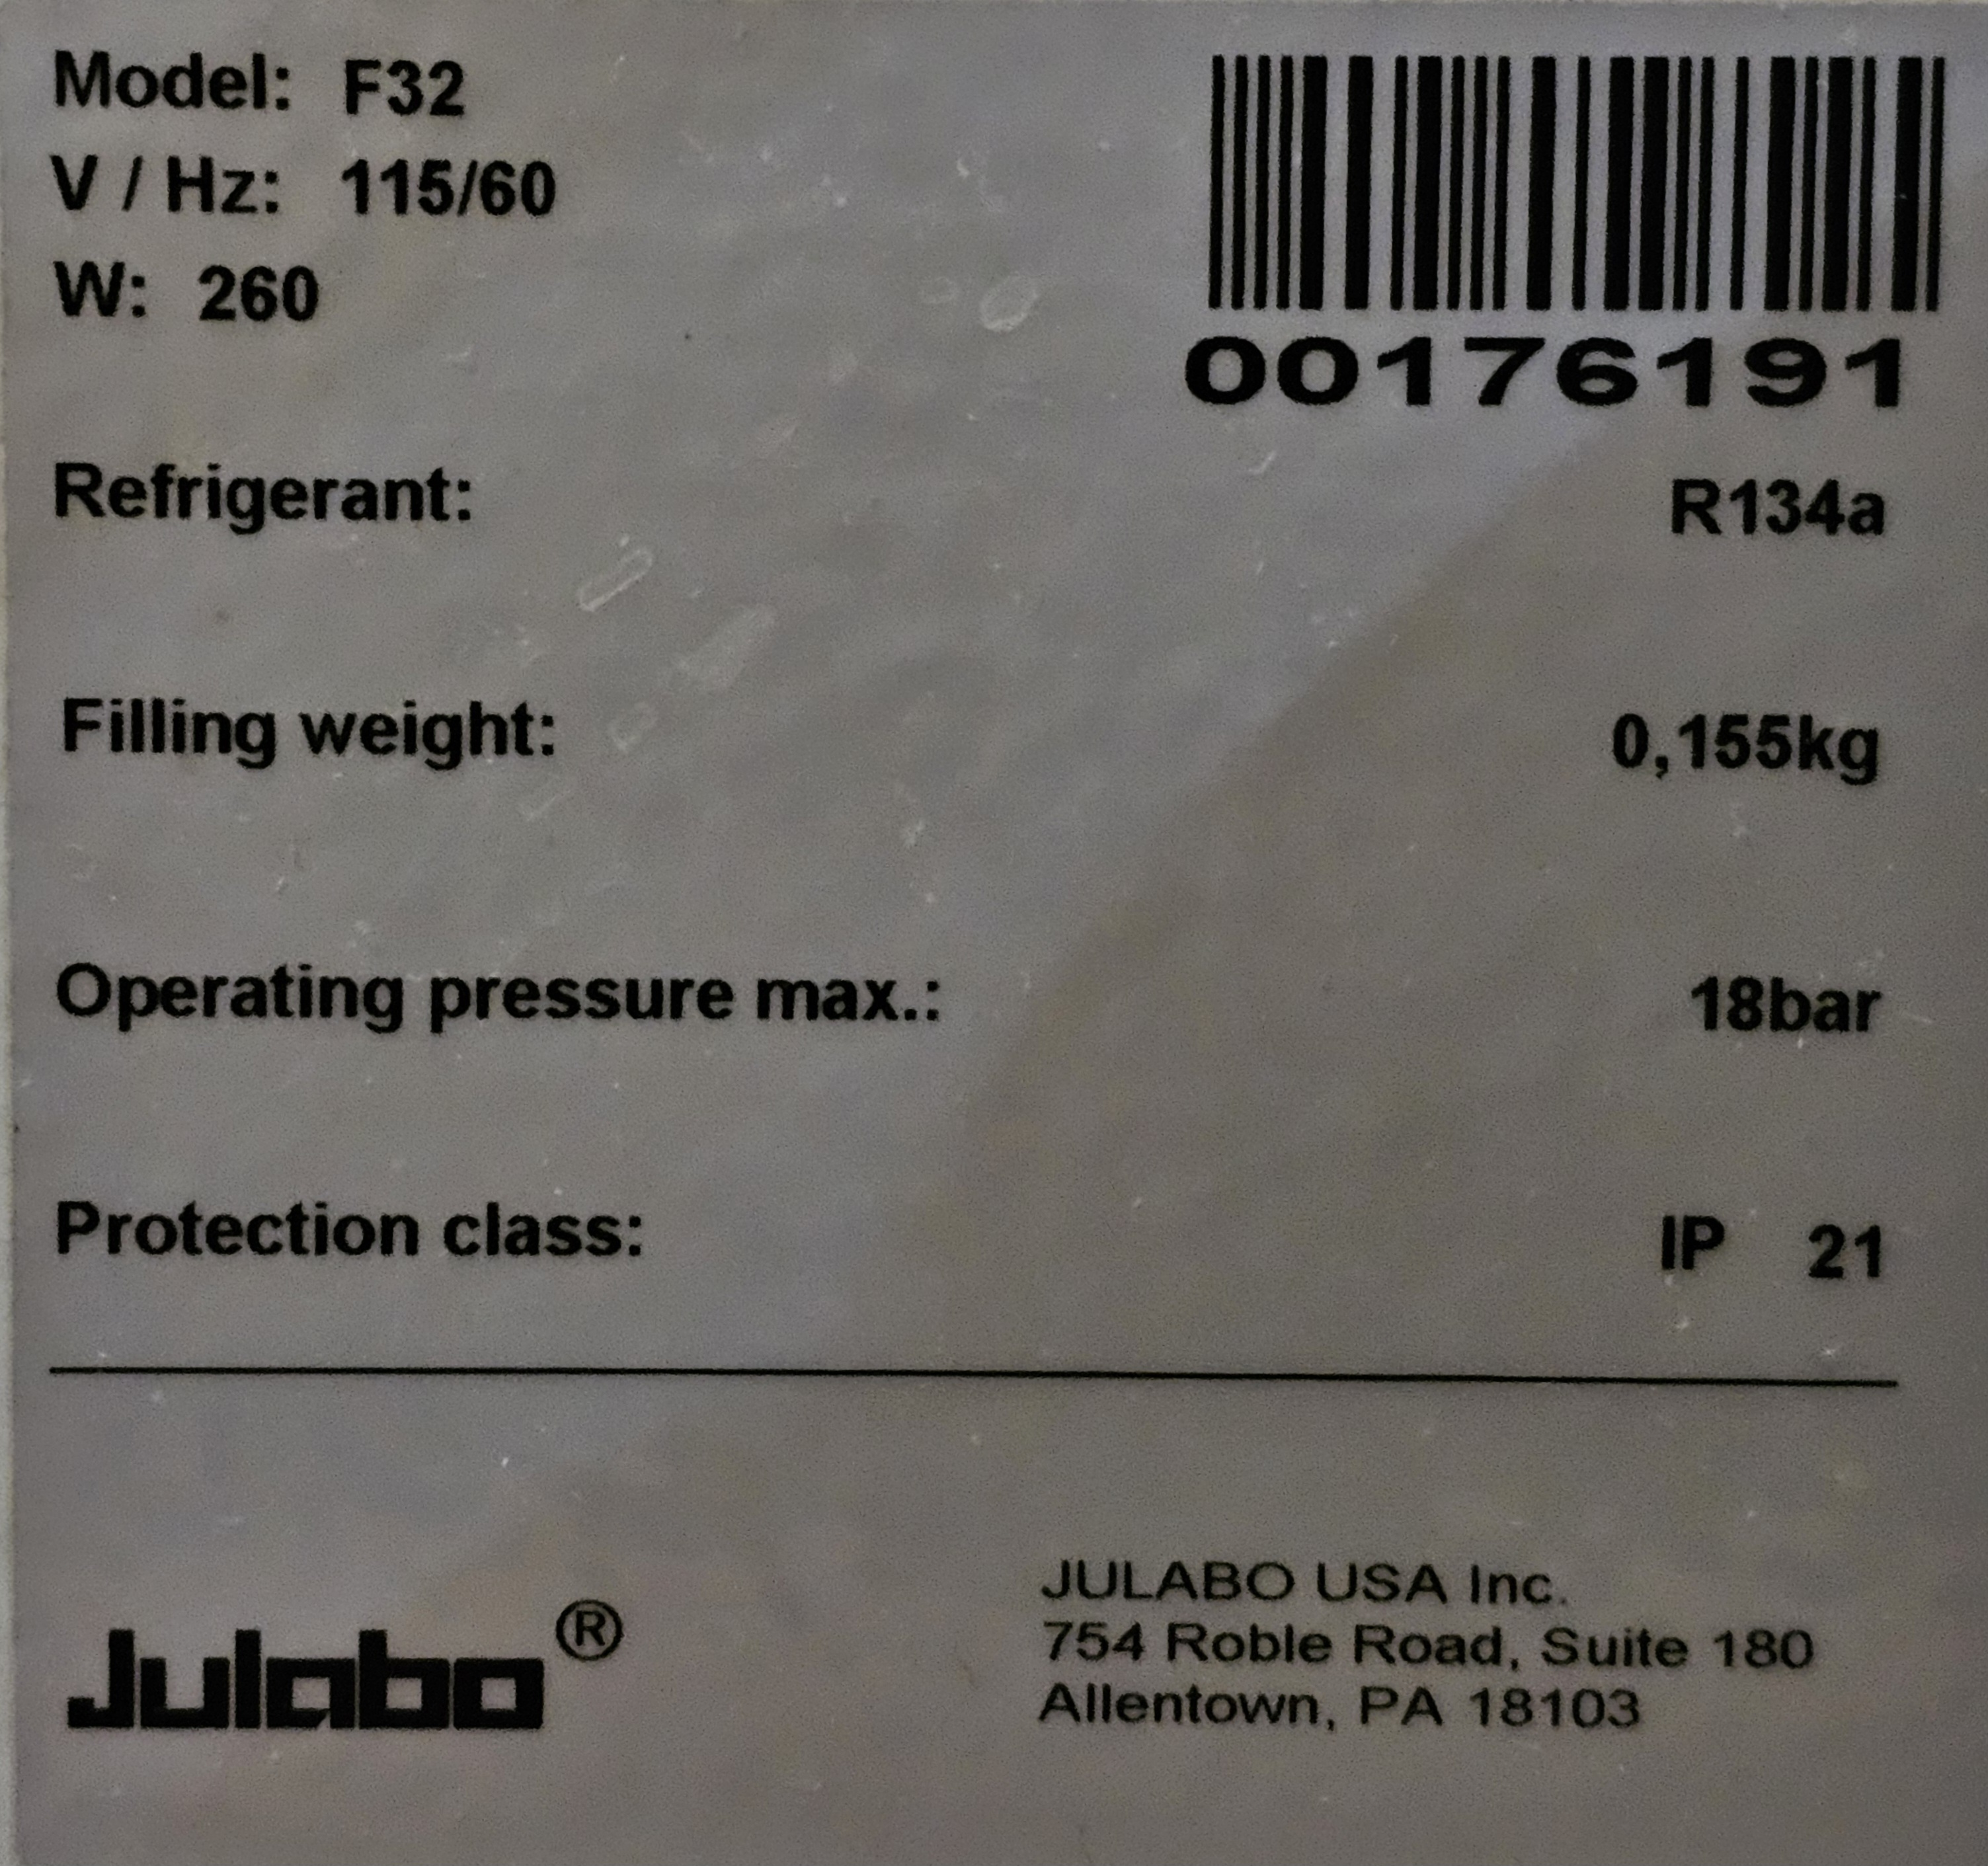 Model: F32
V / Hz: 115/60
W: 260
00176191
Refrigerant: R134a
Filling weight: 0,155kg
Operating pressure max.: 18bar
Protection class: IP 21
Julabo®
JULABO USA Inc.
754 Roble Road, Suite 180
Allentown, PA 18103